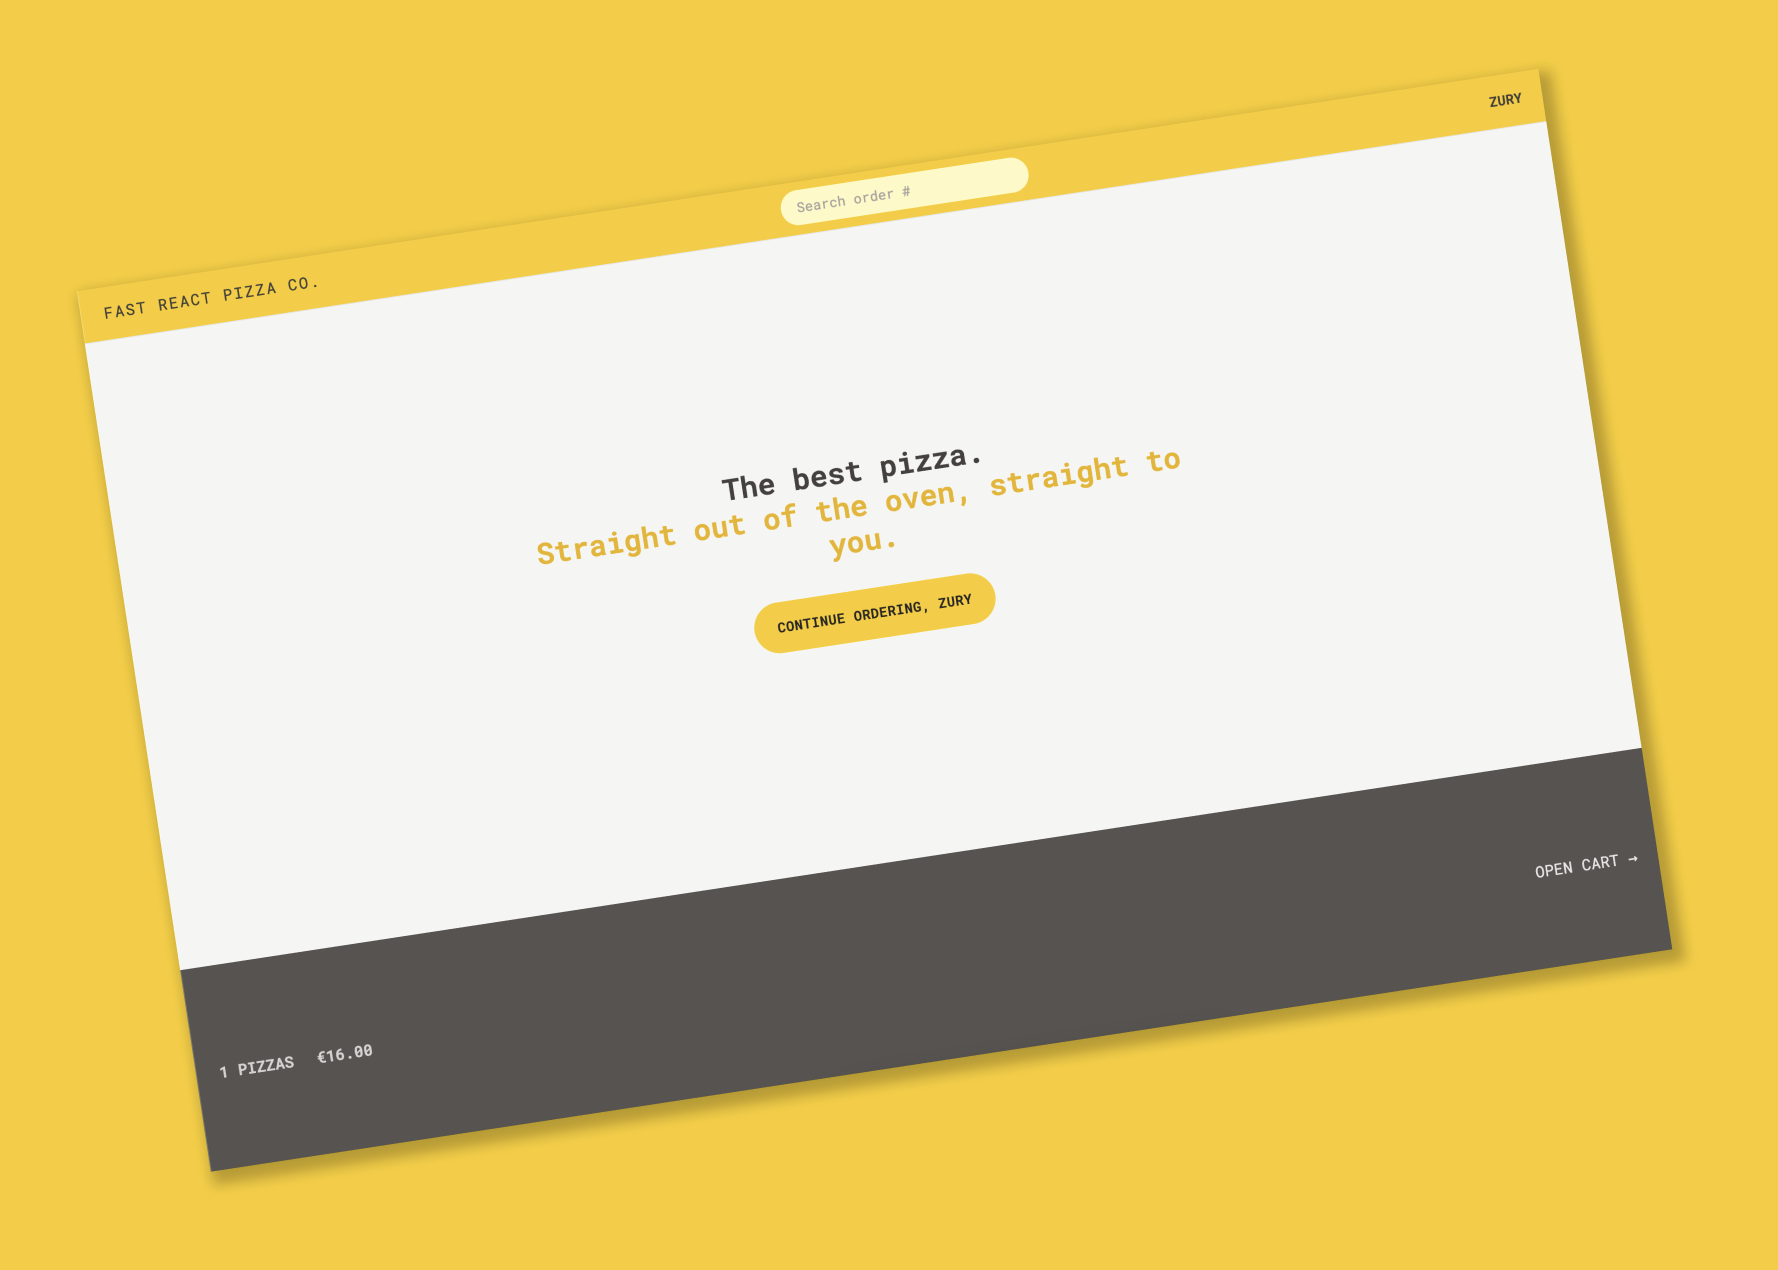 FAST REACT PIZZA CO.
Search order #
ZURY
The best pizza.
Straight out of the oven, straight to
you.
CONTINUE ORDERING, ZURY
1 PIZZAS €16.00
OPEN CART →